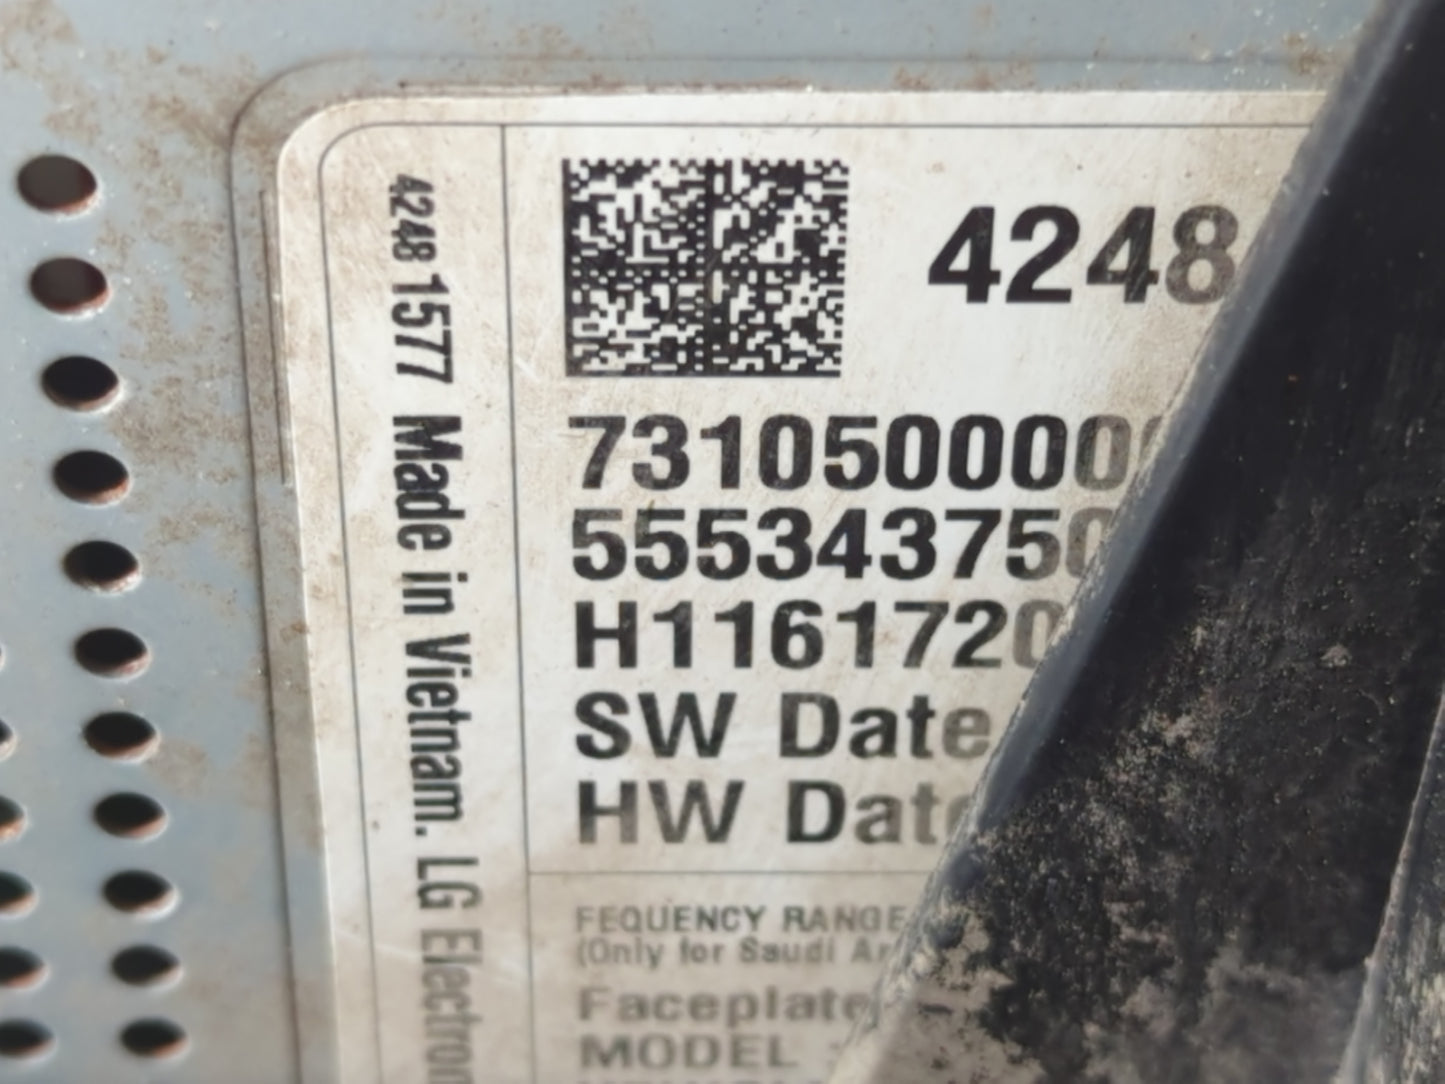 4248 1577 Made in Vietnam. LG Electron
4248
7310500000
555343750
H1161720
SW Date
HW Date
FEQUENCY RANGE
(Only for Saudi Ar
Faceplate
MODEL :